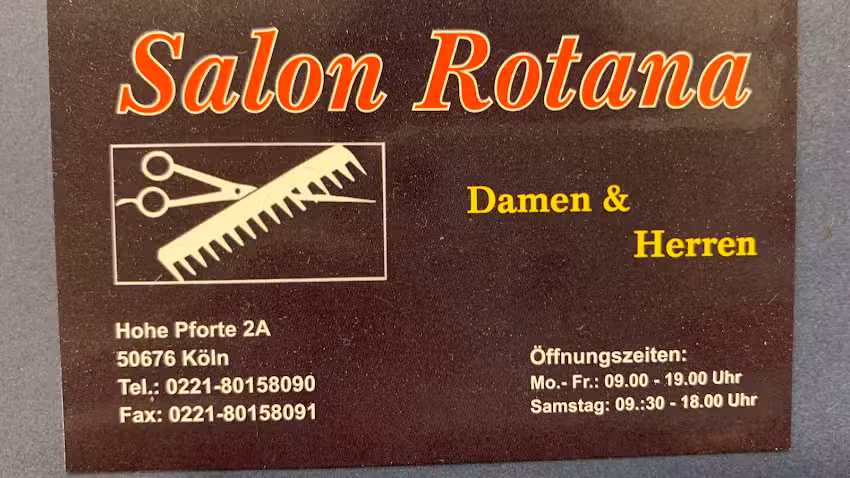 Salon Rotana
Damen &
Herren
Hohe Pforte 2A
50676 Köln
Tel.: 0221-80158090
Fax: 0221-80158091
Öffnungszeiten:
Mo.- Fr.: 09.00 - 19.00 Uhr
Samstag: 09.:30 - 18.00 Uhr